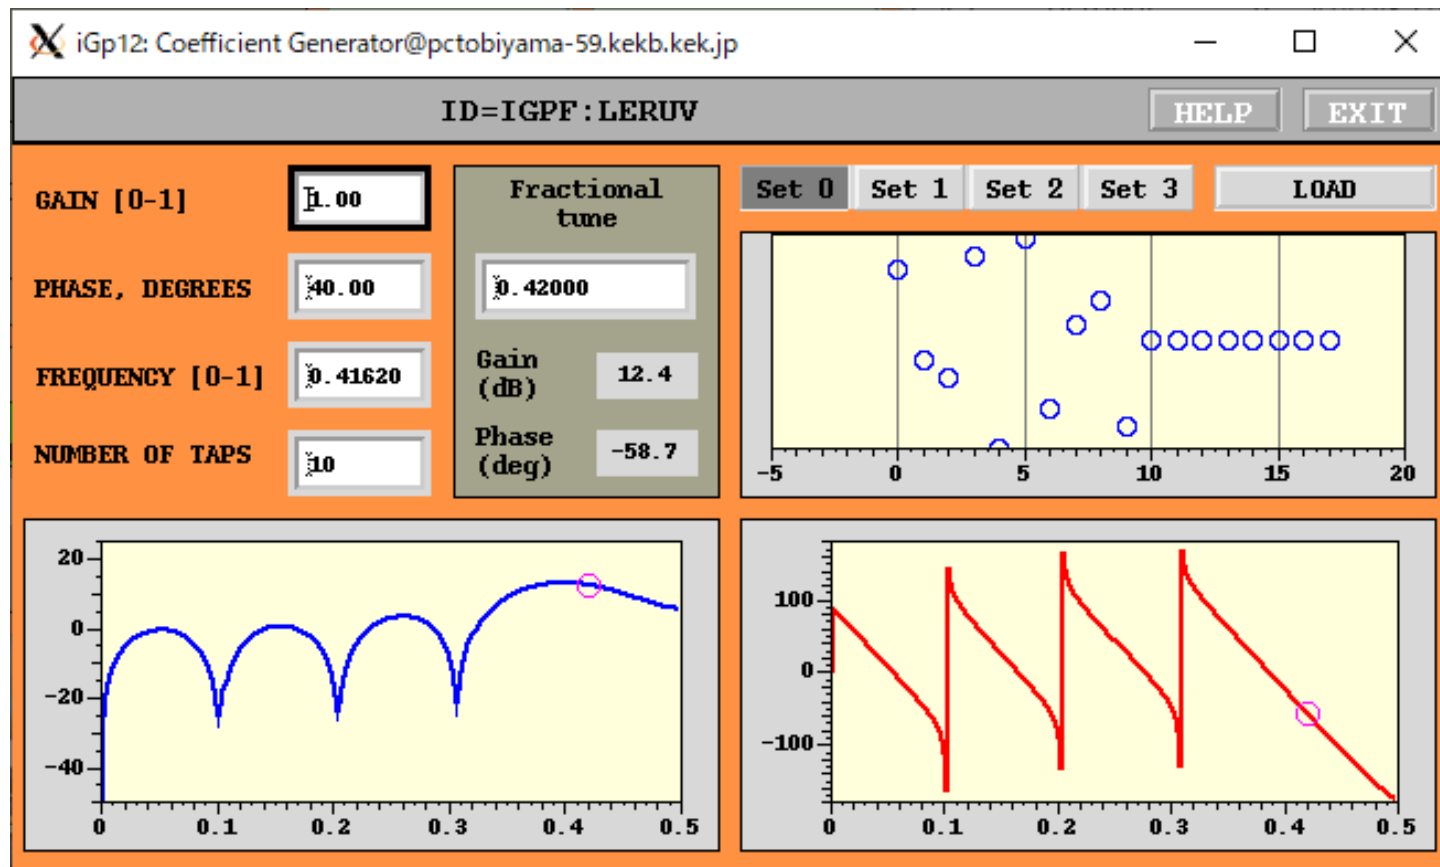 iGp12: Coefficient Generator@pctobiyama-59.kekb.kek.jp
ID=IGPF:LERUV
HELP
EXIT
GAIN [0-1]
1.00
PHASE, DEGREES
40.00
FREQUENCY [0-1]
0.41620
NUMBER OF TAPS
10
Fractional
tune
0.42000
Gain
(dB)
12.4
Phase
(deg)
-58.7
Set 0
Set 1
Set 2
Set 3
LOAD
-5 0 5 10 15 20
20
0
-20
-40
0 0.1 0.2 0.3 0.4 0.5
100
0
-100
0 0.1 0.2 0.3 0.4 0.5